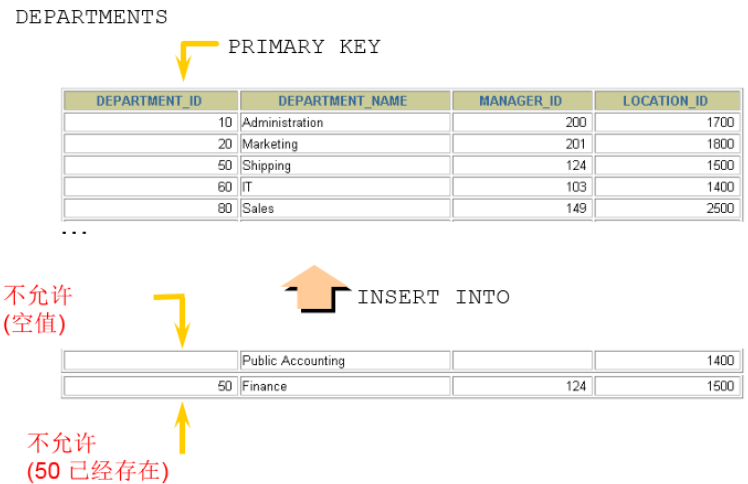 DEPARTMENTS
PRIMARY KEY
DEPARTMENT_ID DEPARTMENT_NAME MANAGER_ID LOCATION_ID
10 Administration 200 1700
20 Marketing 201 1800
50 Shipping 124 1500
60 IT 103 1400
80 Sales 149 2500
...
不允许
(空值)
INSERT INTO
Public Accounting 1400
50 Finance 124 1500
不允许
(50 已经存在)